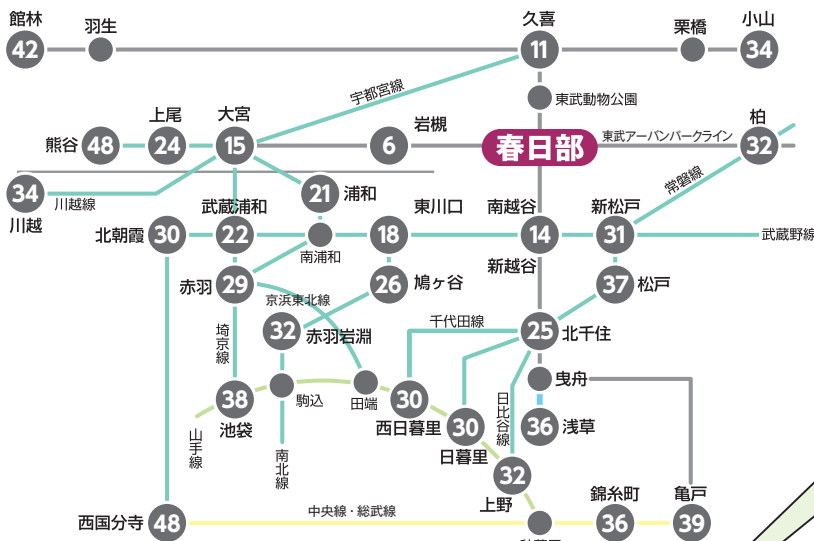 館林
羽生
久喜
栗橋
小山
42
11
34
宇都宮線
東武動物公園
熊谷
48
上尾
24
大宮
15
岩槻
6
春日部
東武アーバンパークライン
柏
32
常磐線
34
川越
川越線
21
浦和
北朝霞
30
武蔵浦和
22
南浦和
東川口
18
南越谷
14
新越谷
新松戸
31
武蔵野線
赤羽
29
京浜東北線
26
鳩ヶ谷
37
松戸
埼京線
32
赤羽岩淵
千代田線
25
北千住
曳舟
38
池袋
山手線
駒込
南北線
田端
30
西日暮里
30
日暮里
日比谷線
36
浅草
32
上野
西国分寺
48
中央線・総武線
錦糸町
36
亀戸
39